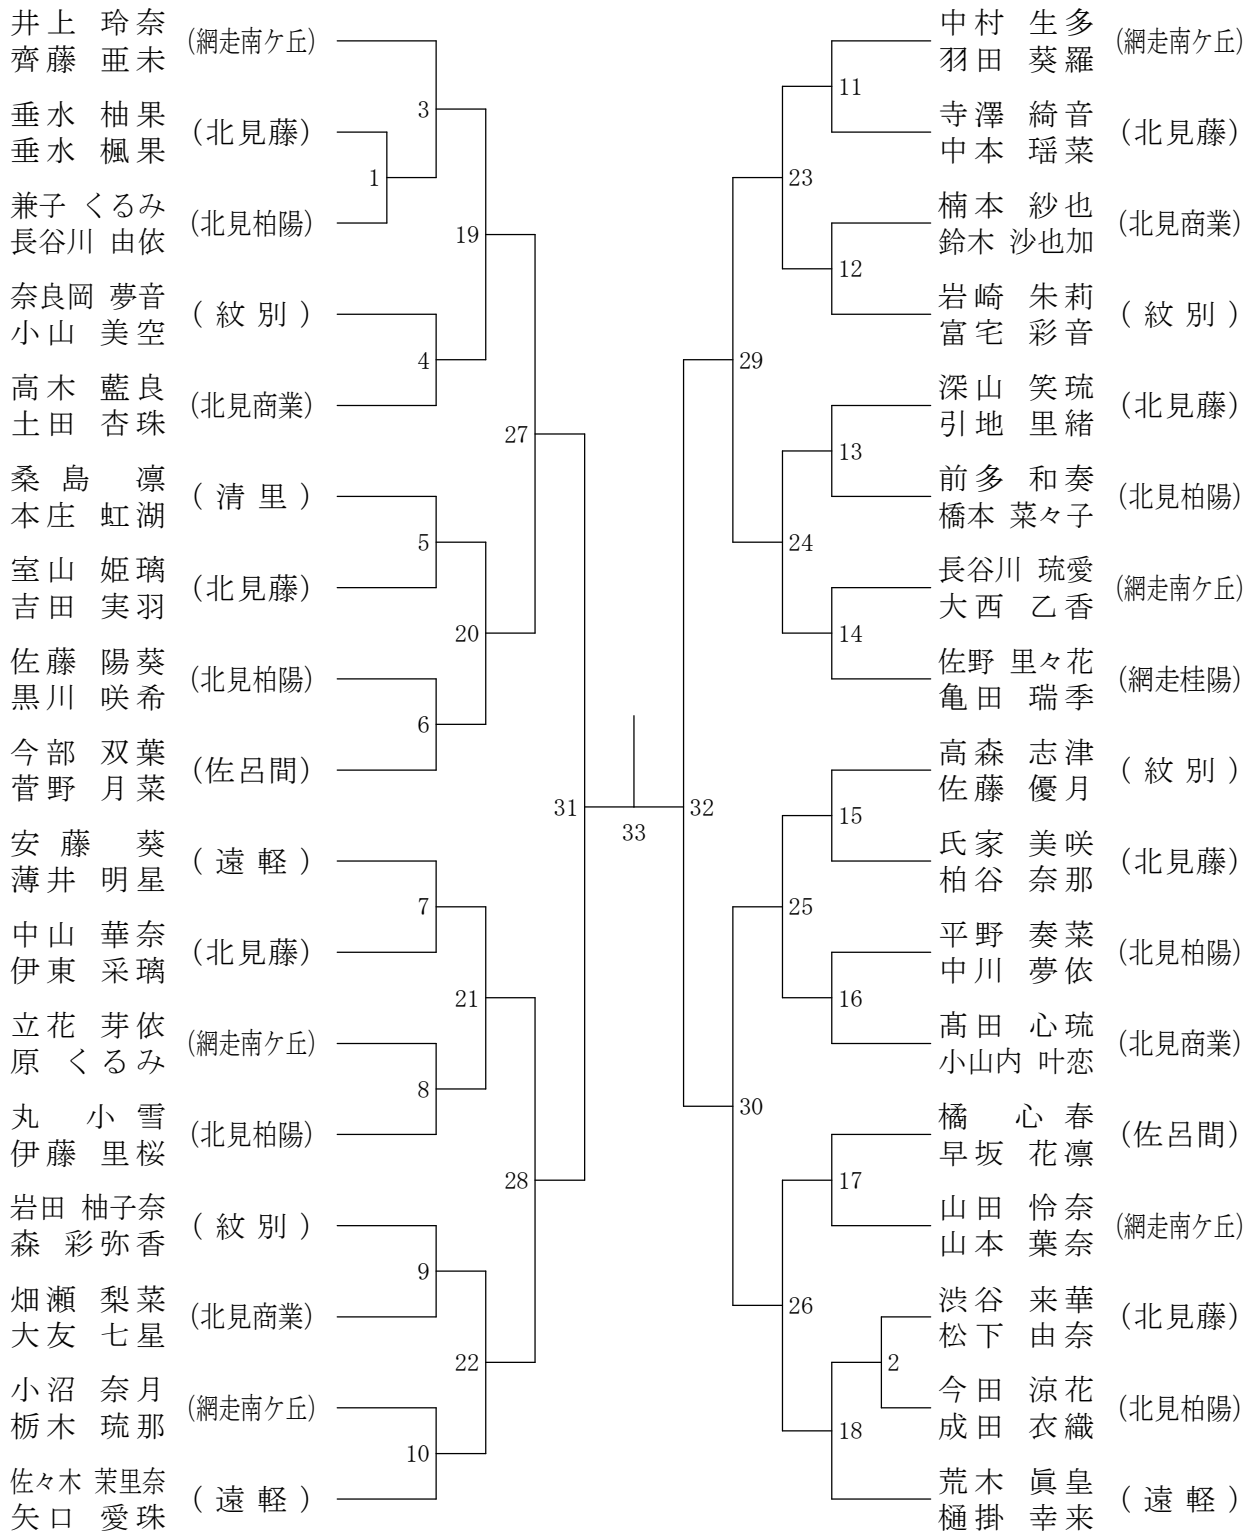 井上 玲奈
齊藤 亜未
(網走南ケ丘)
垂水 柚果
垂水 楓果
(北見藤)
兼子 くるみ
長谷川 由依
(北見柏陽)
奈良岡 夢音
小山 美空
(紋別)
高木 藍良
土田 杏珠
(北見商業)
桑島 凛
本庄 虹湖
(清里)
室山 姫璃
吉田 実羽
(北見藤)
佐藤 陽葵
黒川 咲希
(北見柏陽)
今部 双葉
菅野 月菜
(佐呂間)
安藤 葵
薄井 明星
(遠軽)
中山 華奈
伊東 采璃
(北見藤)
立花 芽依
原 くるみ
(網走南ケ丘)
丸 小雪
伊藤 里桜
(北見柏陽)
岩田 柚子奈
森 彩弥香
(紋別)
畑瀬 梨菜
大友 七星
(北見商業)
小沼 奈月
栃木 琉那
(網走南ケ丘)
佐々木 茉里奈
矢口 愛珠
(遠軽)
3
1
19
4
27
5
20
6
31
7
21
8
28
9
22
10
33
11
23
12
29
13
24
14
32
15
25
16
30
17
26
2
18
中村 生多
羽田 葵羅
(網走南ケ丘)
寺澤 綺音
中本 瑶菜
(北見藤)
楠本 紗也
鈴木 沙也加
(北見商業)
岩崎 朱莉
富宅 彩音
(紋別)
深山 笑琉
引地 里緒
(北見藤)
前多 和奏
橋本 菜々子
(北見柏陽)
長谷川 琉愛
大西 乙香
(網走南ケ丘)
佐野 里々花
亀田 瑞季
(網走桂陽)
高森 志津
佐藤 優月
(紋別)
氏家 美咲
柏谷 奈那
(北見藤)
平野 奏菜
中川 夢依
(北見柏陽)
髙田 心琉
小山内 叶恋
(北見商業)
橘 心春
早坂 花凛
(佐呂間)
山田 怜奈
山本 葉奈
(網走南ケ丘)
渋谷 来華
松下 由奈
(北見藤)
今田 涼花
成田 衣織
(北見柏陽)
荒木 眞皇
樋掛 幸来
(遠軽)